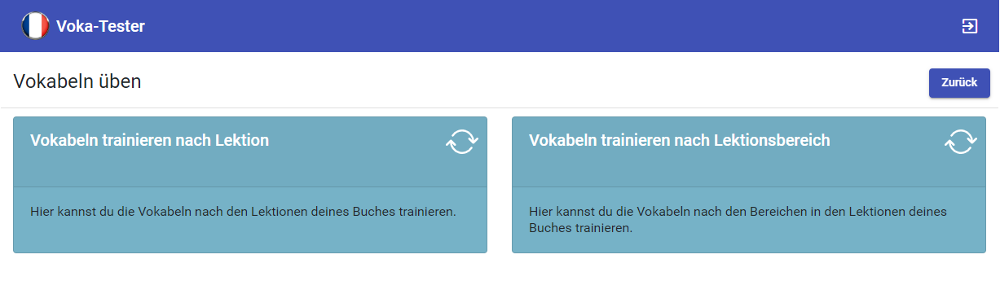 Voka-Tester
Vokabeln üben
Zurück
Vokabeln trainieren nach Lektion
Hier kannst du die Vokabeln nach den Lektionen deines Buches trainieren.
Vokabeln trainieren nach Lektionsbereich
Hier kannst du die Vokabeln nach den Bereichen in den Lektionen deines
Buches trainieren.